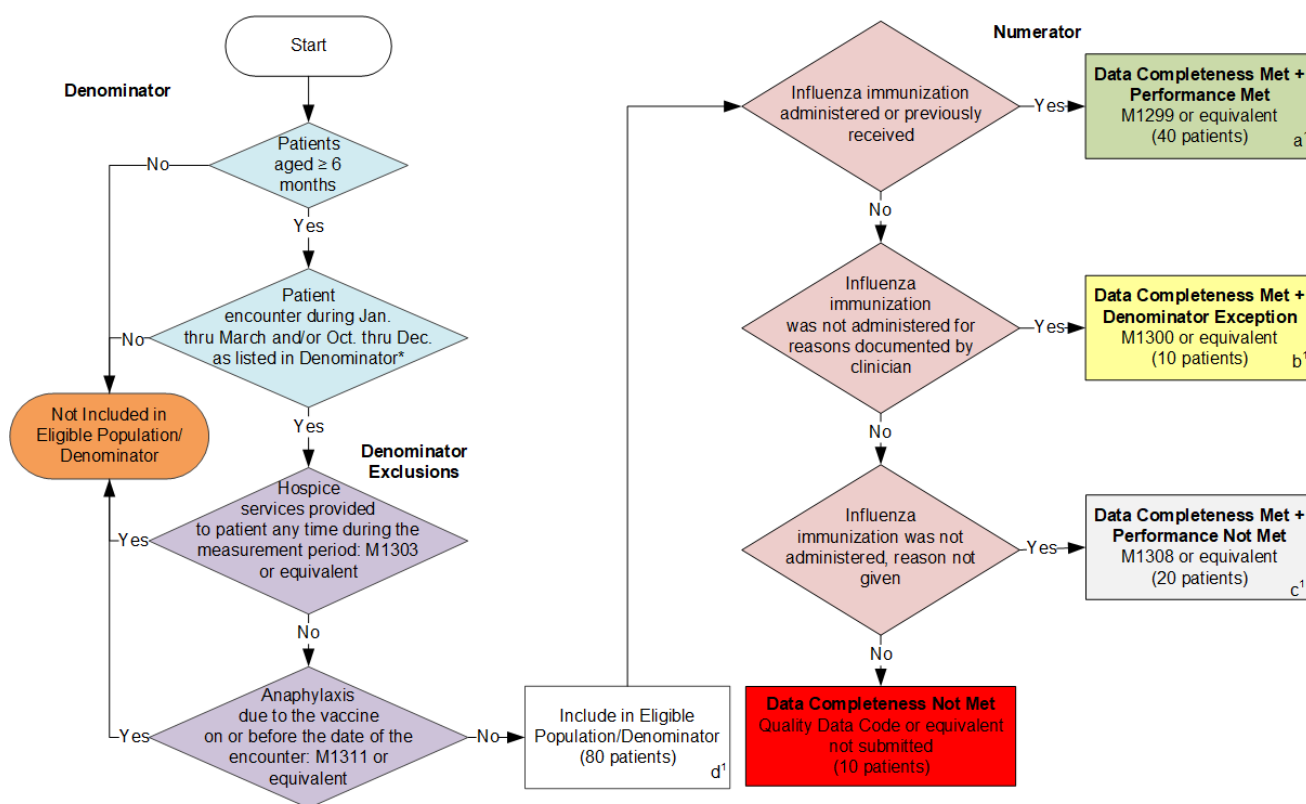 Start
Denominator
Patients
aged ≥ 6
months
No
Yes
Patient
encounter during Jan.
thru March and/or Oct. thru Dec.
as listed in Denominator*
No
Yes
Not Included in
Eligible Population/
Denominator
Denominator
Exclusions
Hospice
services provided
to patient any time during the
measurement period: M1303
or equivalent
Yes
No
Anaphylaxis
due to the vaccine
on or before the date of the
encounter: M1311 or
equivalent
Yes
No
Include in Eligible
Population/Denominator
(80 patients)
d¹
Numerator
Influenza immunization
administered or previously
received
Yes
Data Completeness Met +
Performance Met
M1299 or equivalent
(40 patients)
a¹
No
Influenza
immunization
was not administered for
reasons documented by
clinician
Yes
Data Completeness Met +
Denominator Exception
M1300 or equivalent
(10 patients)
b¹
No
Influenza
immunization was not
administered, reason not
given
Yes
Data Completeness Met +
Performance Not Met
M1308 or equivalent
(20 patients)
c¹
No
Data Completeness Not Met
Quality Data Code or equivalent
not submitted
(10 patients)